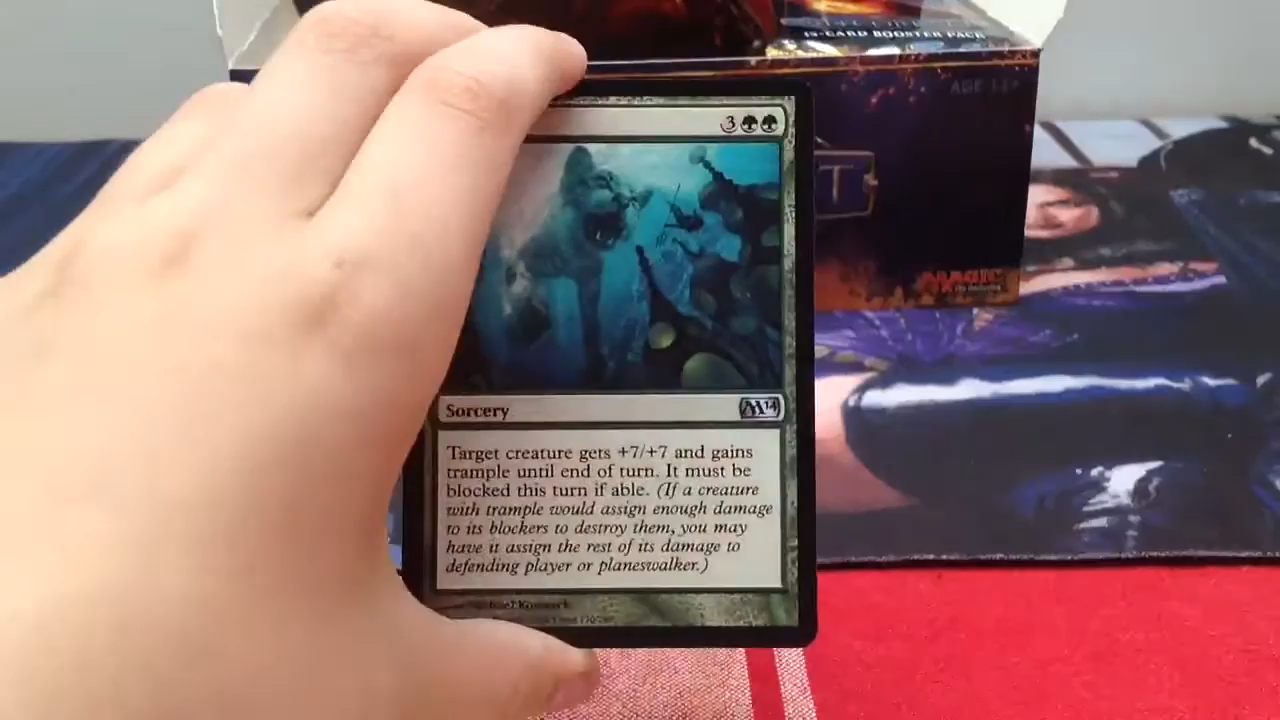 15-CARD BOOSTER PACK
AGE 13+
3
T
MAGIC
Sorcery
M14
Target creature gets +7/+7 and gains
trample until end of turn. It must be
blocked this turn if able. (If a creature
with trample would assign enough damage
to its blockers to destroy them, you may
have it assign the rest of its damage to
defending player or planeswalker.)